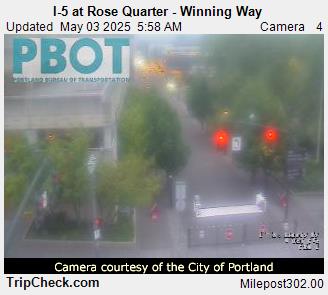 I-5 at Rose Quarter - Winning Way
Updated May 03 2025 5:58 AM Camera 4
PBOT
PORTLAND BUREAU OF TRANSPORTATION
Camera courtesy of the City of Portland
TripCheck.com Milepost302.00